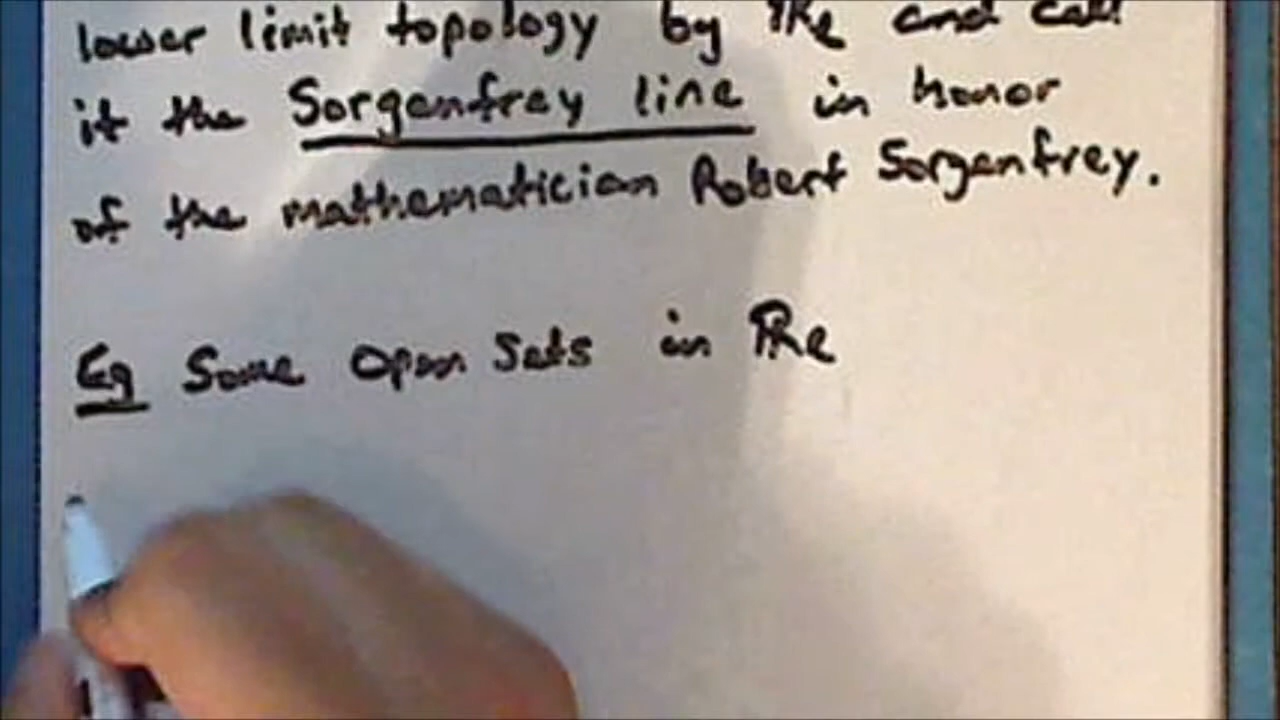 lower limit topology by ℝℓ and call
it the Sorgenfrey line in honor
of the mathematician Robert Sorgenfrey.
Eg Some Open Sets in ℝℓ